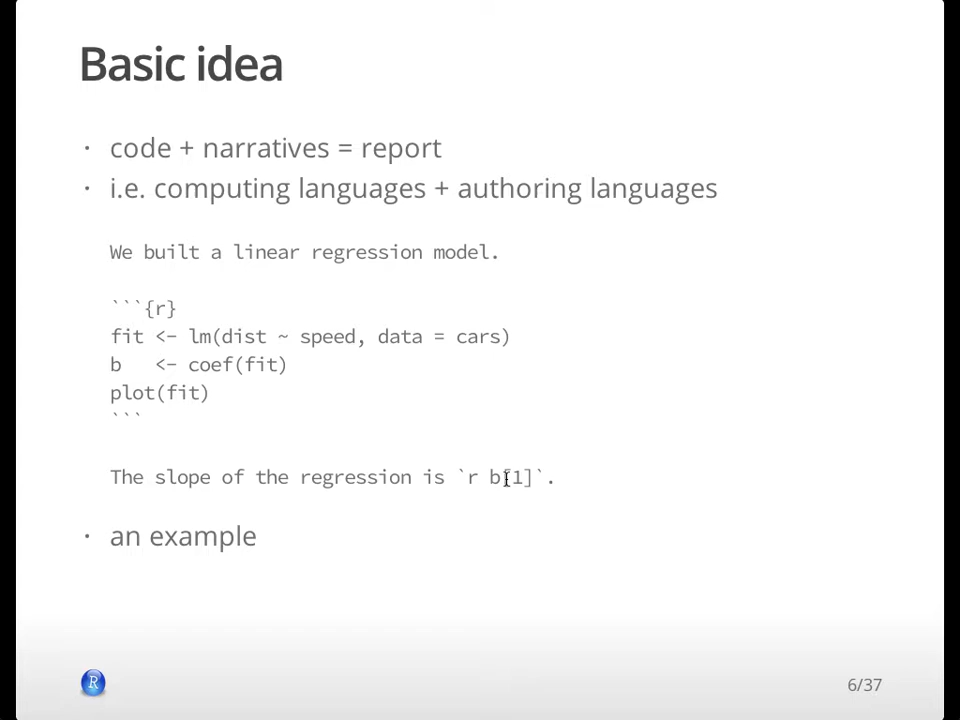 Basic idea
· code + narratives = report
· i.e. computing languages + authoring languages
We built a linear regression model.
```{r}
fit <- lm(dist ~ speed, data = cars)
b   <- coef(fit)
plot(fit)
```
The slope of the regression is `r b[1]`.
· an example
R
6/37